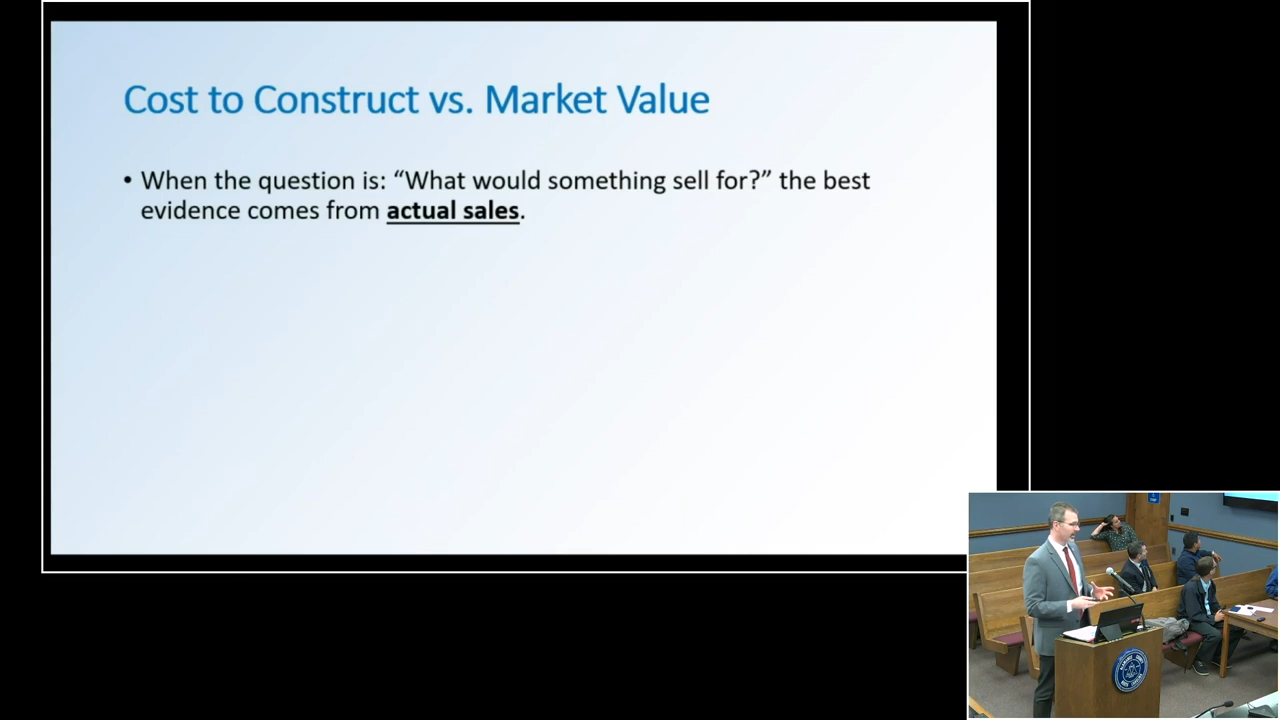 Cost to Construct vs. Market Value
• When the question is: “What would something sell for?” the best
evidence comes from actual sales.